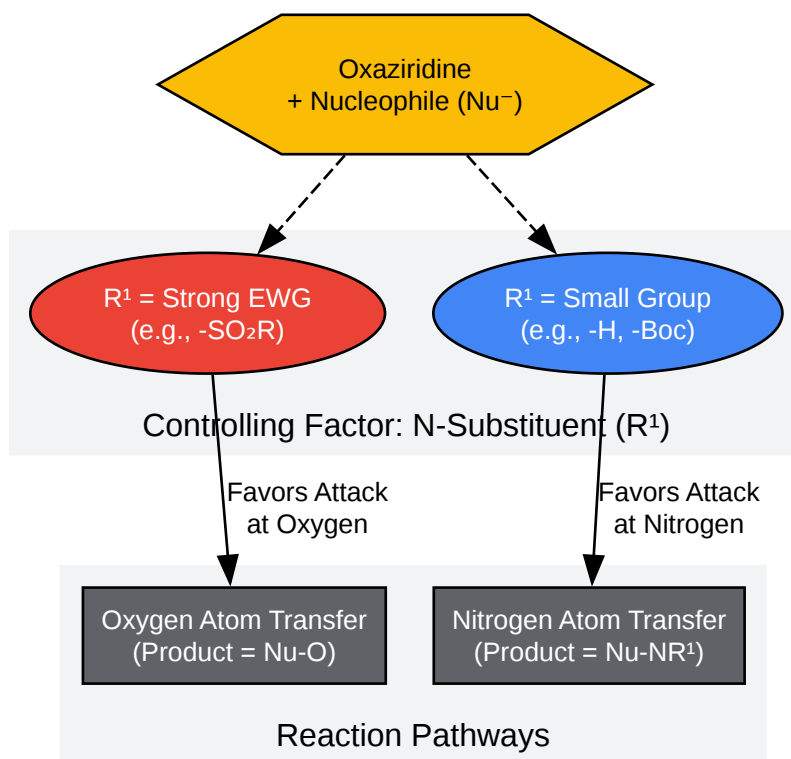 Oxaziridine
+ Nucleophile (Nu⁻)
R¹ = Strong EWG
(e.g., -SO₂R)
R¹ = Small Group
(e.g., -H, -Boc)
Controlling Factor: N-Substituent (R¹)
Favors Attack
at Oxygen
Favors Attack
at Nitrogen
Oxygen Atom Transfer
(Product = Nu-O)
Nitrogen Atom Transfer
(Product = Nu-NR¹)
Reaction Pathways